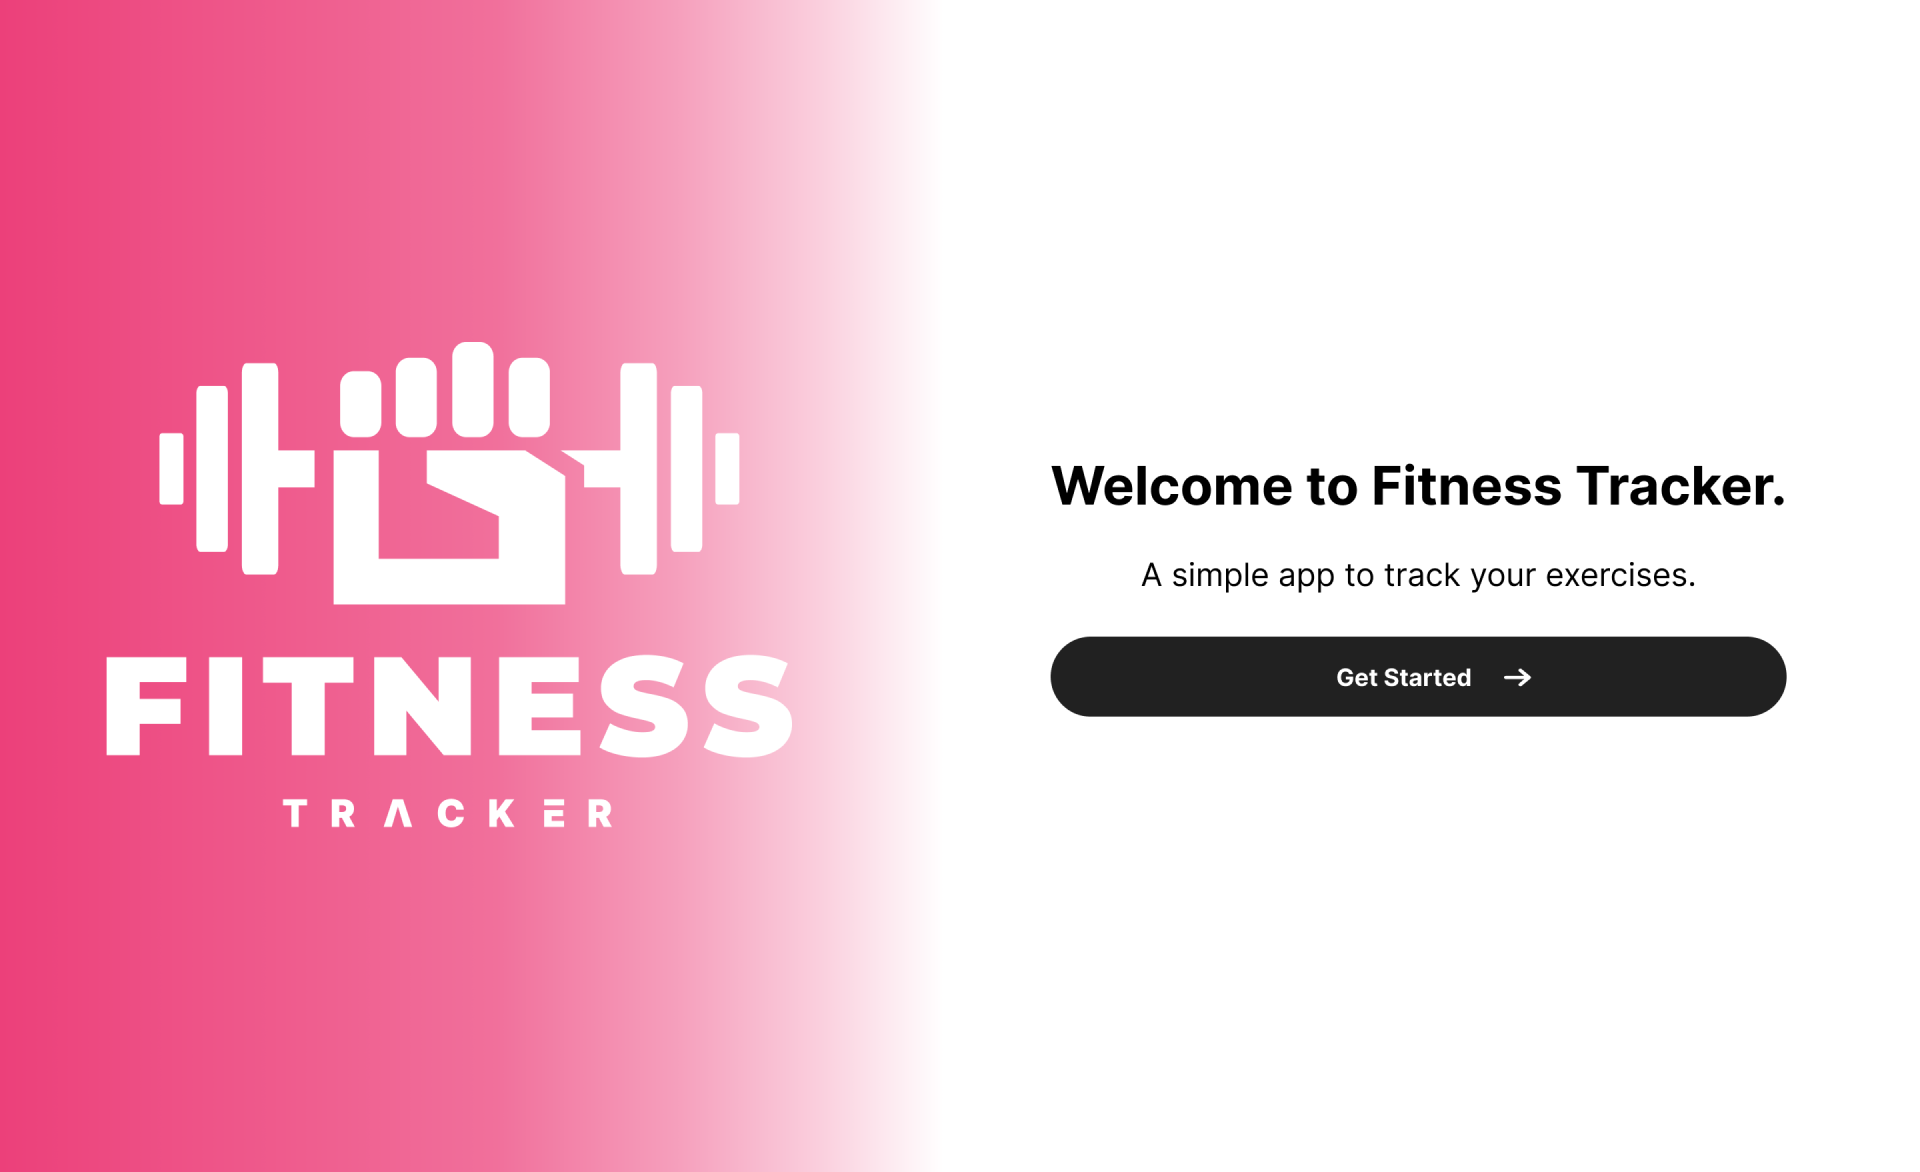 FITNESS
TRACKER
Welcome to Fitness Tracker.
A simple app to track your exercises.
Get Started →